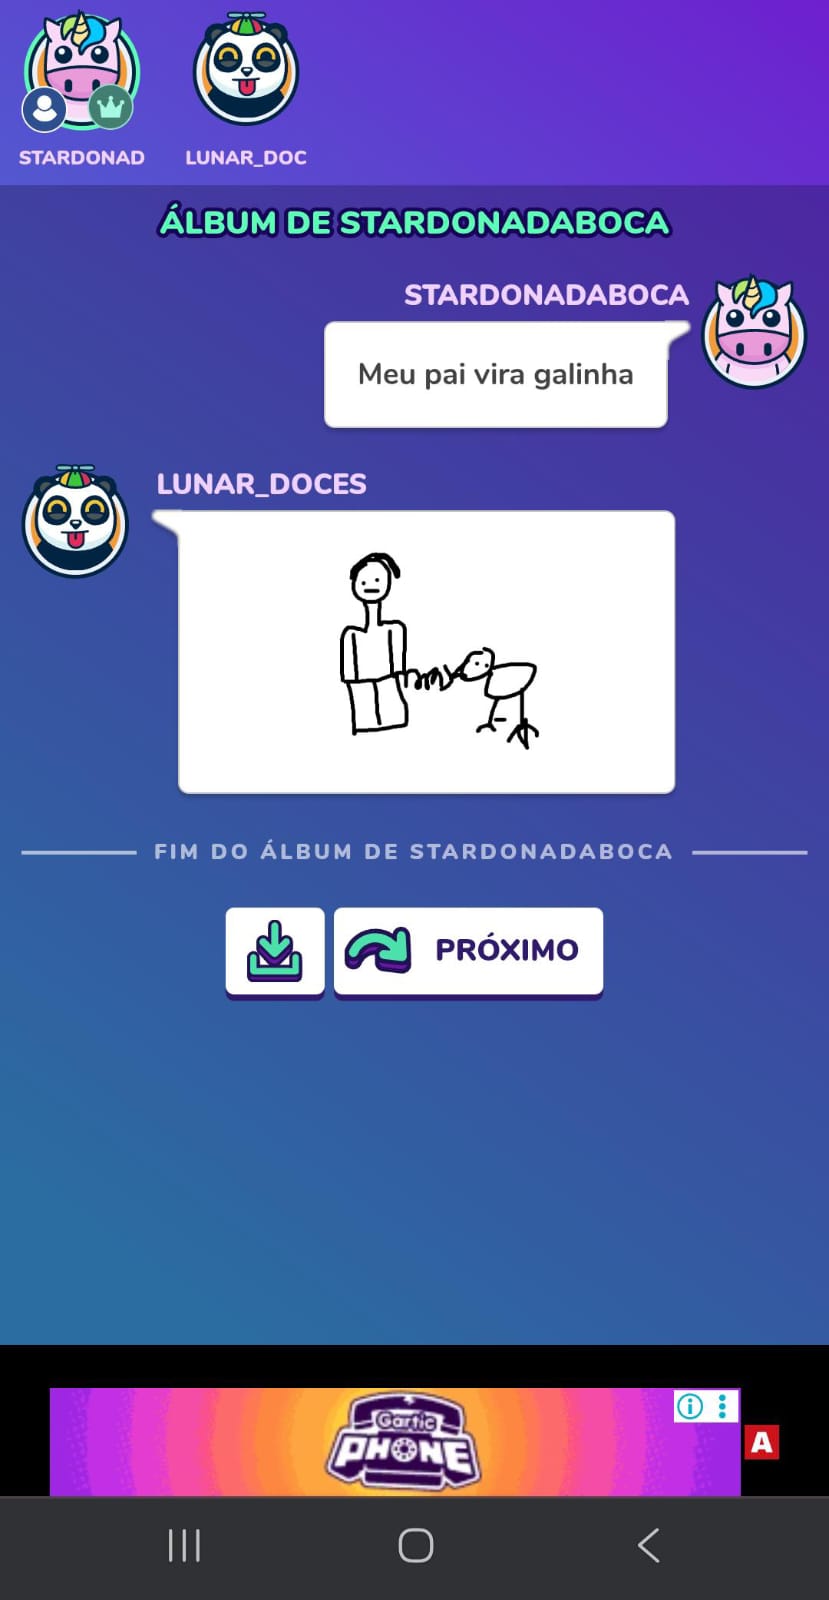 STARDONAD
LUNAR_DOC
ÁLBUM DE STARDONADABOCA
STARDONADABOCA
Meu pai vira galinha
LUNAR_DOCES
FIM DO ÁLBUM DE STARDONADABOCA
PRÓXIMO
Gartic
PHONE
A